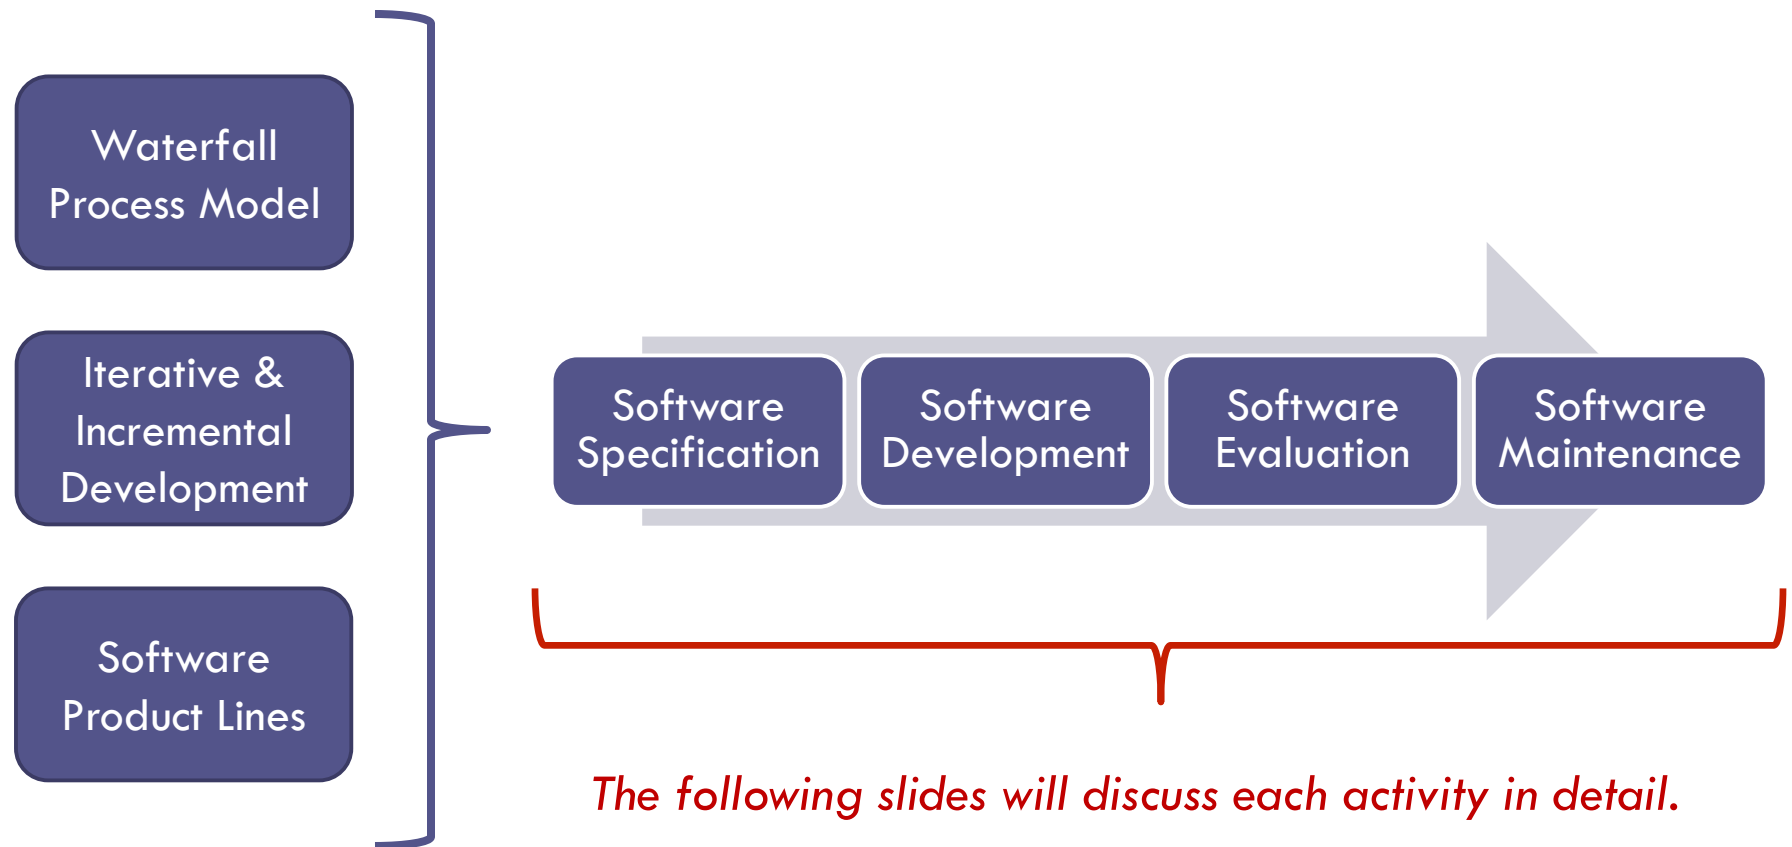 Waterfall
Process Model
Iterative &
Incremental
Development
Software
Product Lines
Software
Specification
Software
Development
Software
Evaluation
Software
Maintenance
The following slides will discuss each activity in detail.